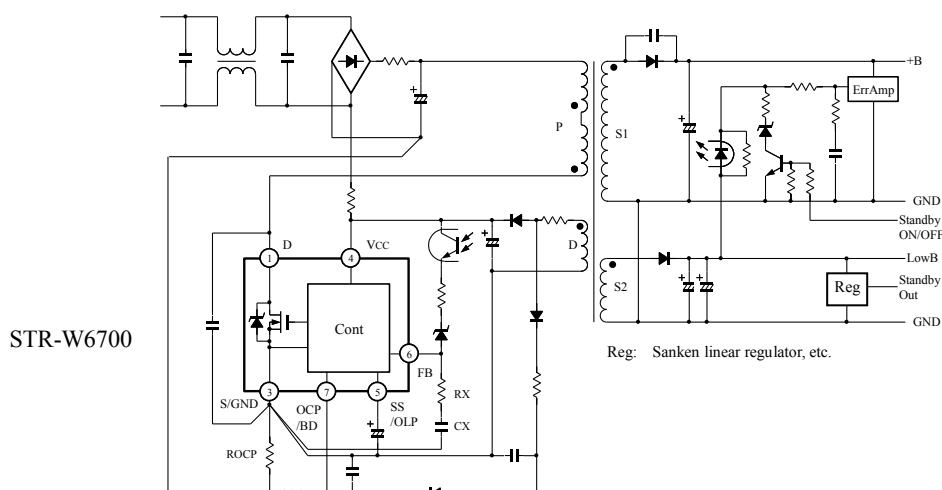 +B
ErrAmp
P
S1
GND
Standby
ON/OFF
D
D
VCC
1
4
LowB
S2
Reg
Standby
Out
STR-W6700
Cont
GND
6
FB
Reg: Sanken linear regulator, etc.
3
7
5
S/GND
OCP
/BD
SS
/OLP
RX
CX
ROCP